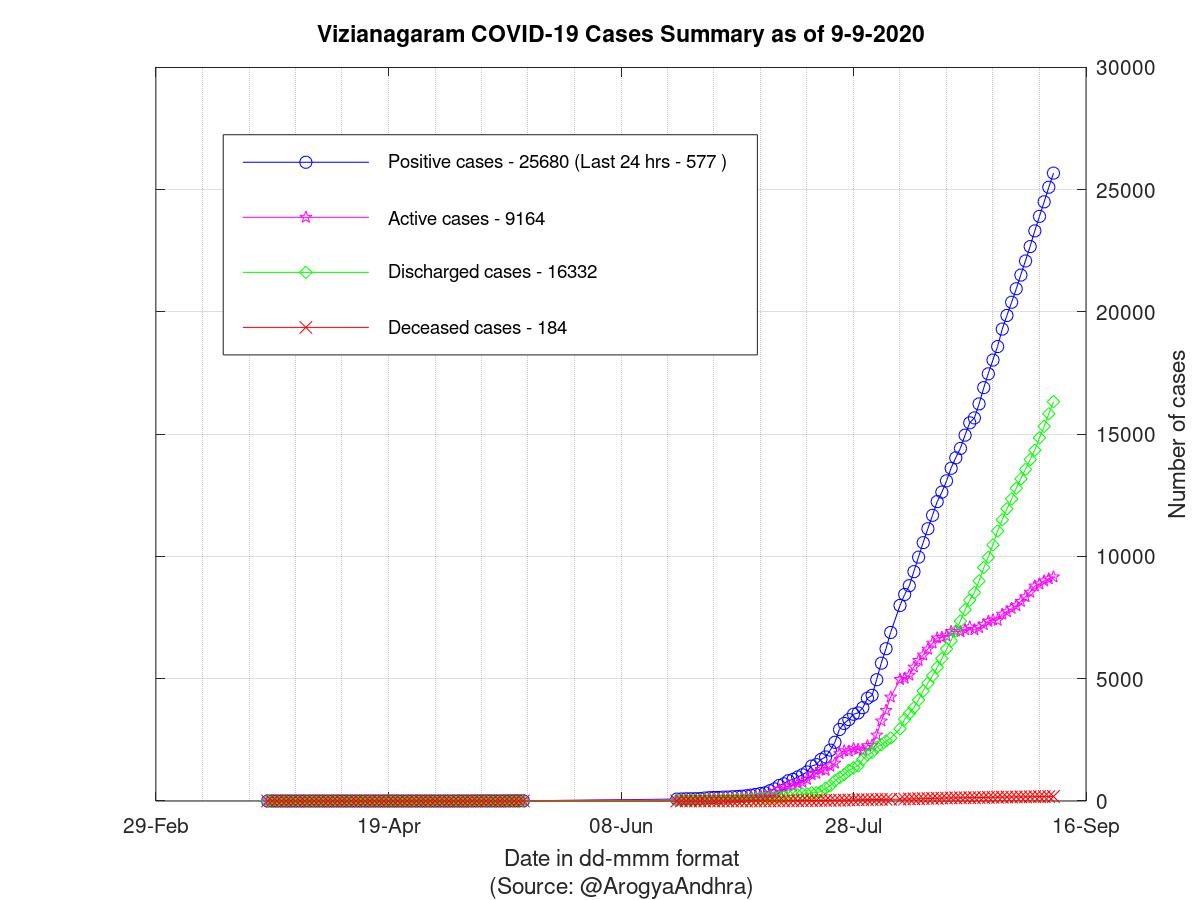 Vizianagaram COVID-19 Cases Summary as of 9-9-2020
Positive cases - 25680 (Last 24 hrs - 577 )
Active cases - 9164
Discharged cases - 16332
Deceased cases - 184
30000
25000
20000
15000
10000
5000
0
Number of cases
29-Feb 19-Apr 08-Jun 28-Jul 16-Sep
Date in dd-mmm format
(Source: @ArogyaAndhra)